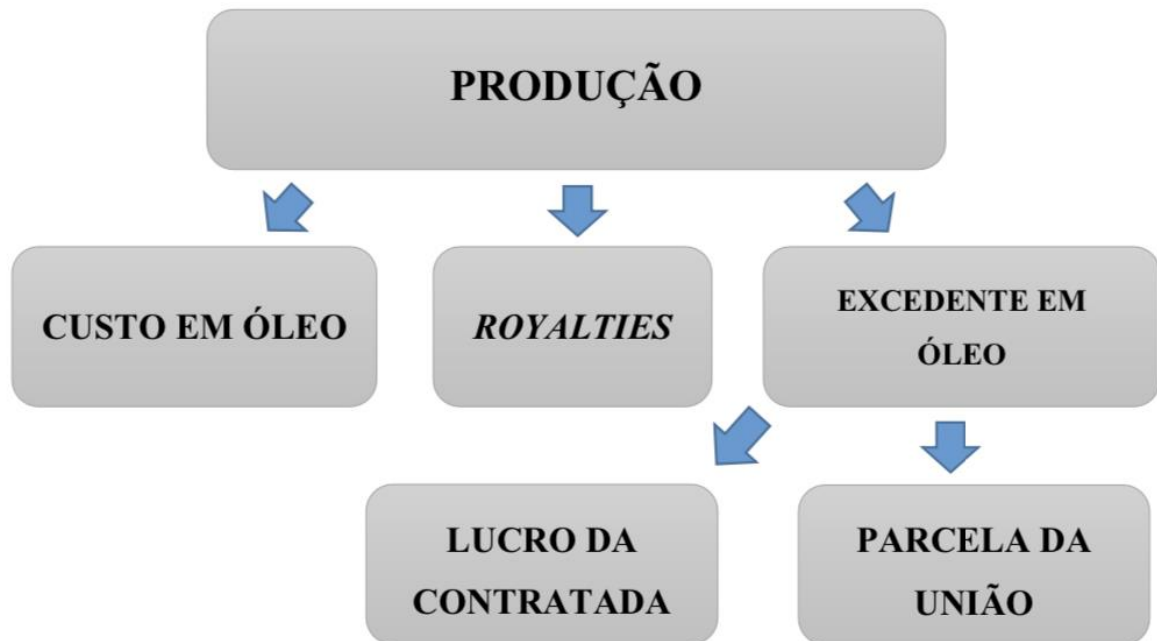 PRODUÇÃO
CUSTO EM ÓLEO
ROYALTIES
EXCEDENTE EM
ÓLEO
LUCRO DA
CONTRATADA
PARCELA DA
UNIÃO